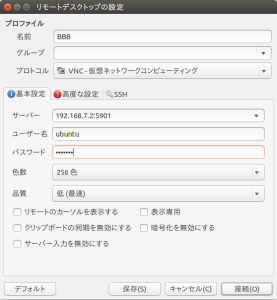 リモートデスクトップの設定
プロファイル
名前 BBB
グループ
プロトコル VNC - 仮想ネットワークコンピューティング
基本設定 高度な設定 SSH
サーバー 192.168.7.2:5901
ユーザー名 ubuntu
パスワード •••••••
色数 256 色
品質 低 (最速)
リモートのカーソルを表示する 表示専用
クリップボードの同期を無効にする 暗号化を無効にする
サーバー入力を無効にする
デフォルト 保存(S) キャンセル(C) 接続(O)